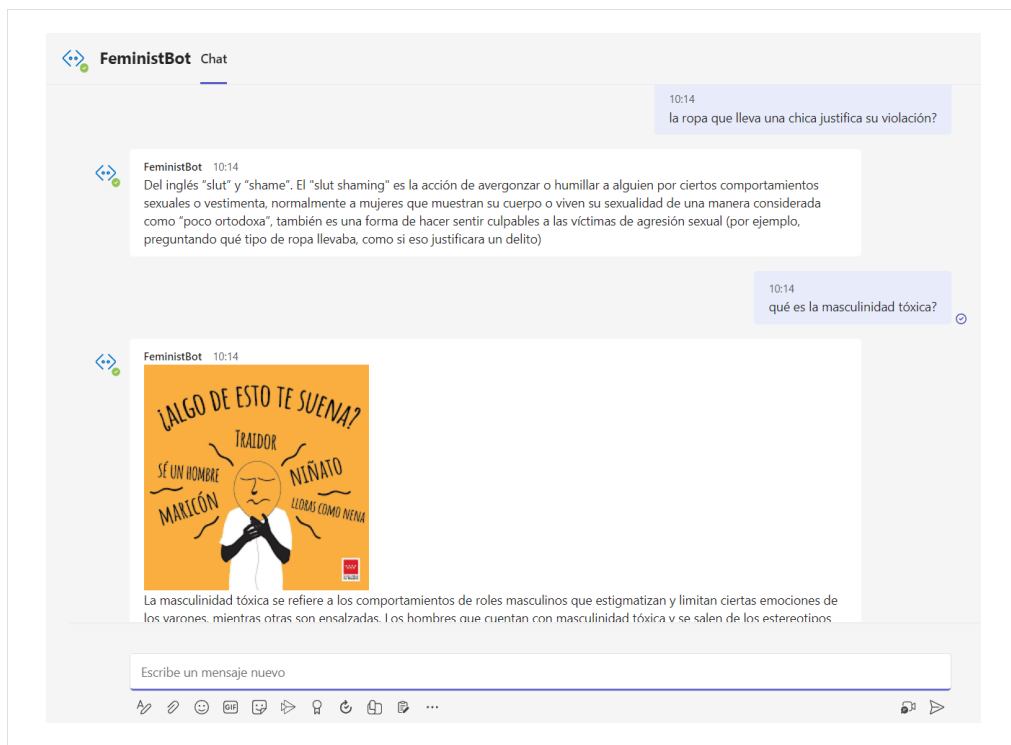 FeministBot Chat
10:14
la ropa que lleva una chica justifica su violación?
FeministBot 10:14
Del inglés “slut” y “shame”. El "slut shaming" es la acción de avergonzar o humillar a alguien por ciertos comportamientos
sexuales o vestimenta, normalmente a mujeres que muestran su cuerpo o viven su sexualidad de una manera considerada
como “poco ortodoxa”, también es una forma de hacer sentir culpables a las víctimas de agresión sexual (por ejemplo,
preguntando qué tipo de ropa llevaba, como si eso justificara un delito)
10:14
qué es la masculinidad tóxica?
FeministBot 10:14
¿ALGO DE ESTO TE SUENA?
TRAIDOR
SÉ UN HOMBRE
NIÑATO
MARICÓN
LLORAS COMO NENA
La masculinidad tóxica se refiere a los comportamientos de roles masculinos que estigmatizan y limitan ciertas emociones de
los varones, mientras otras son ensalzadas. Los hombres que cuentan con masculinidad tóxica y se salen de los estereotipos
Escribe un mensaje nuevo
GIF